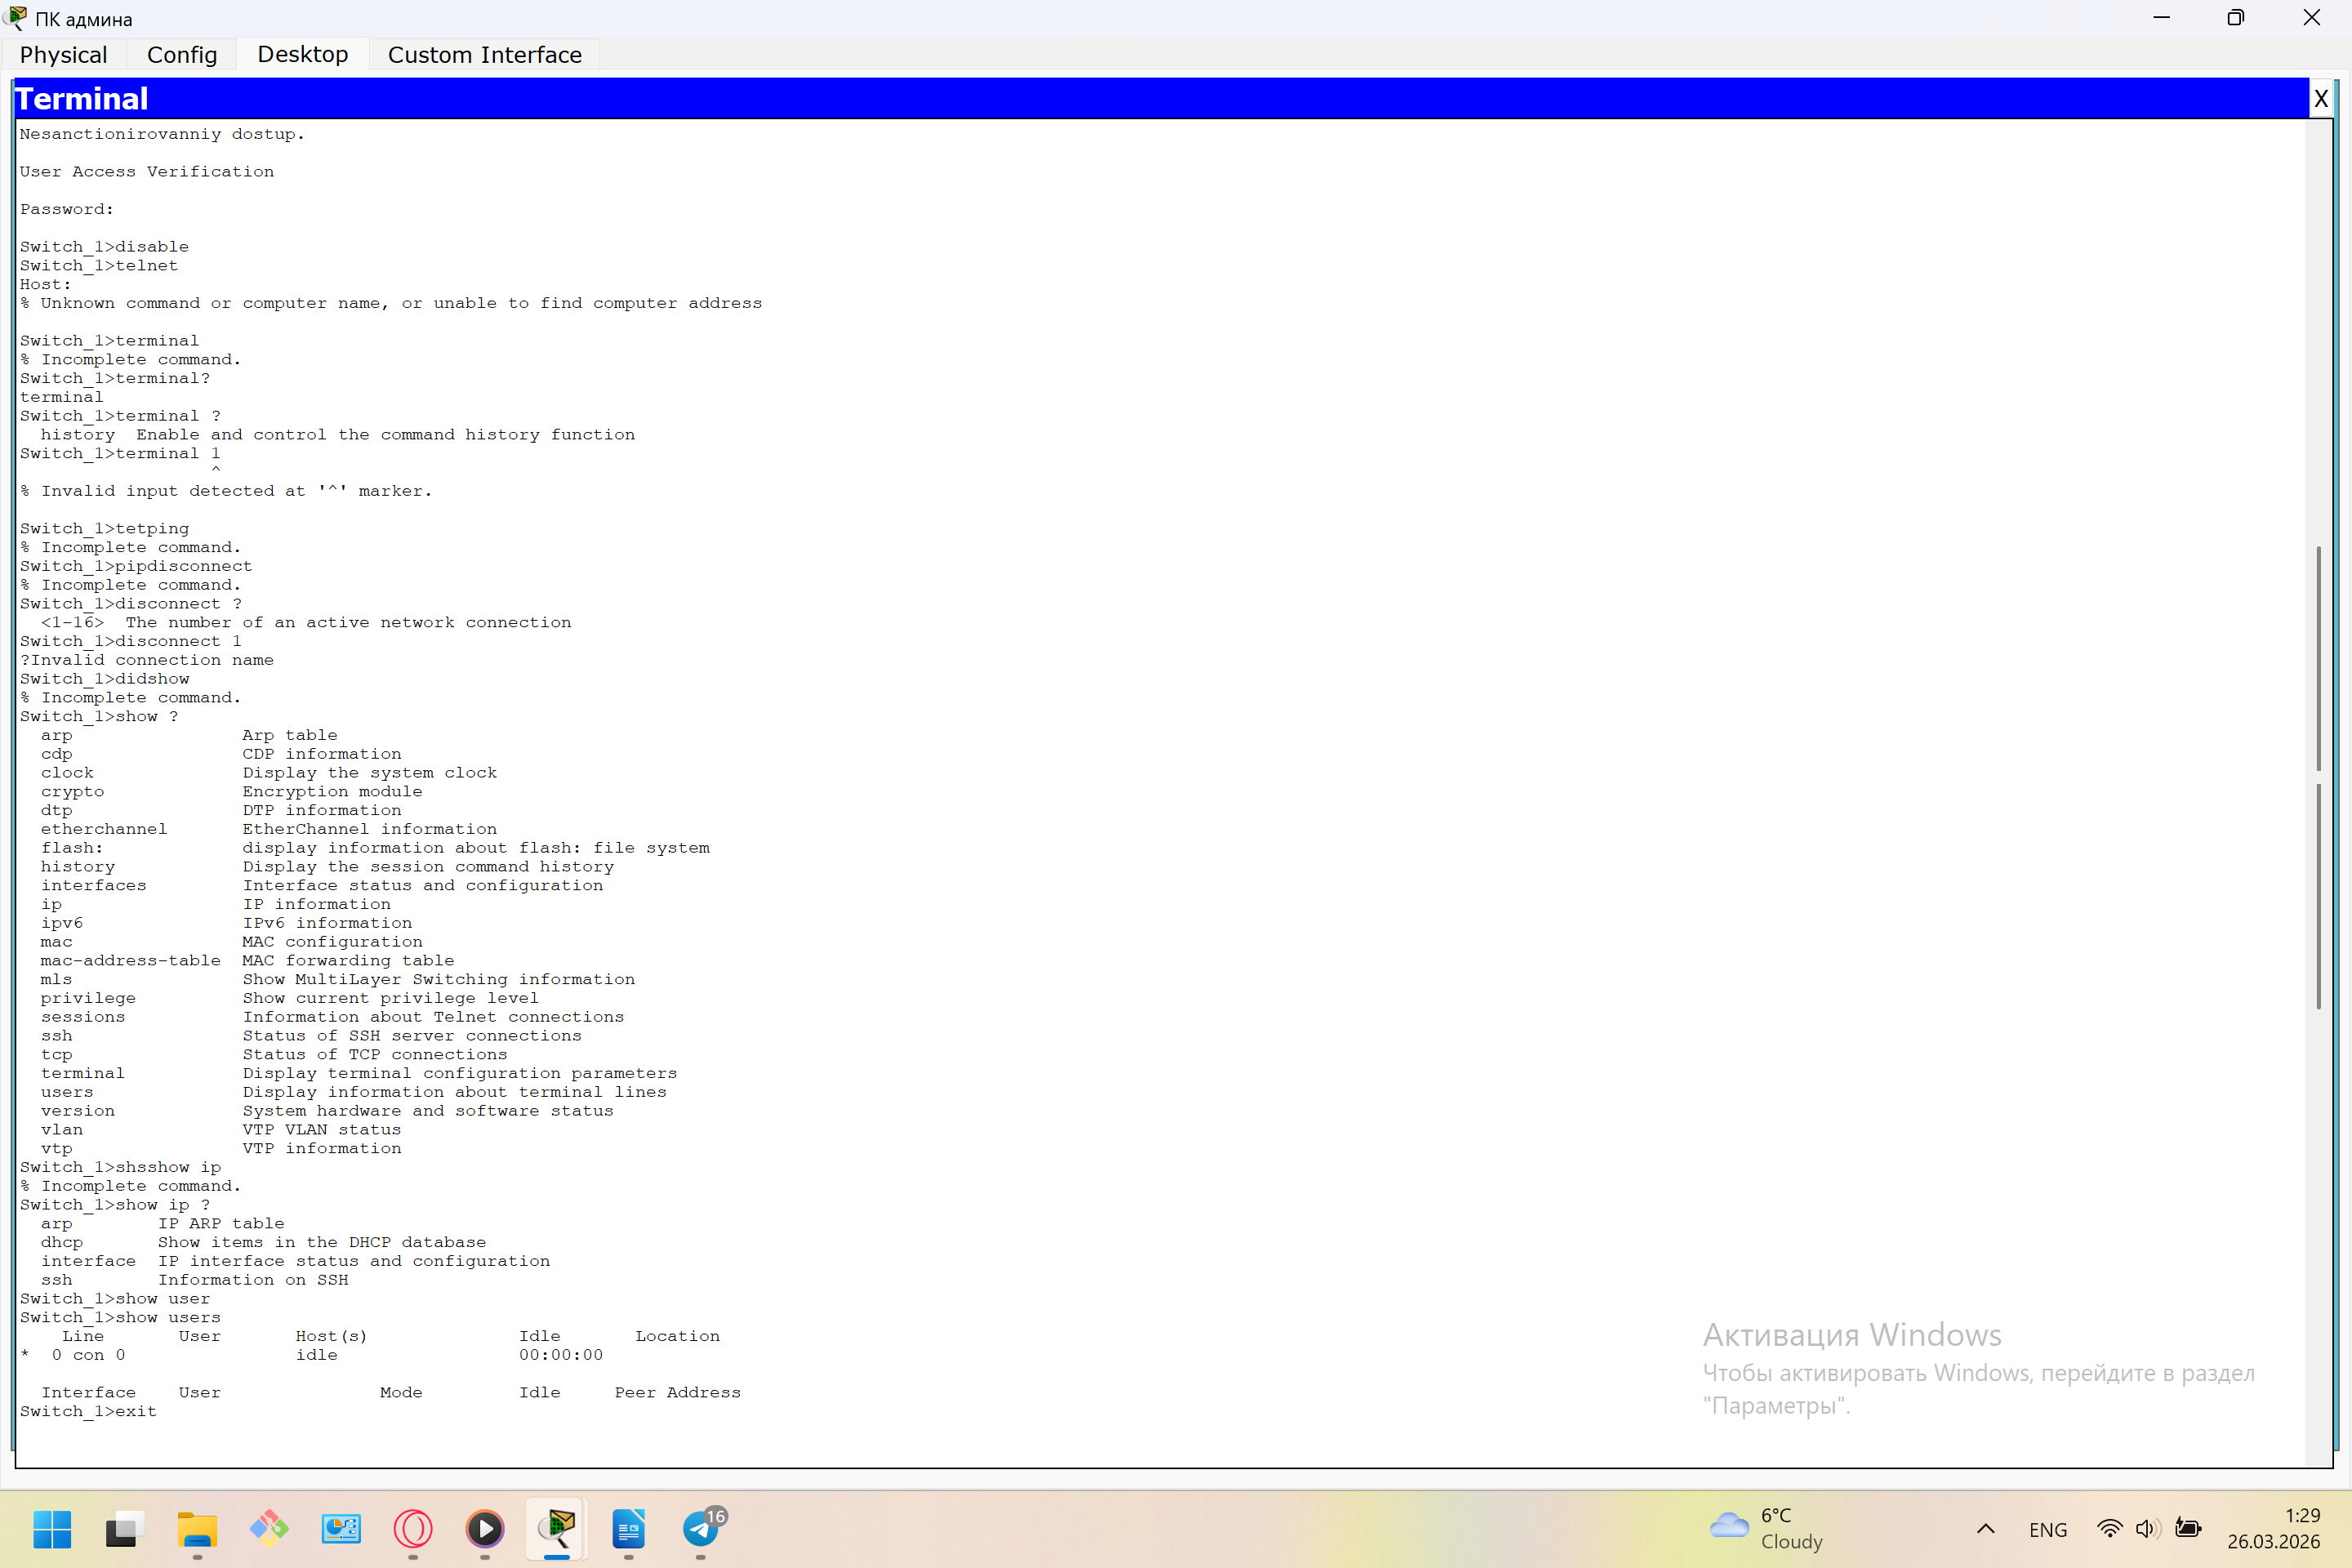 ПК админа
Physical Config Desktop Custom Interface
Terminal X
Nesanctionirovanniy dostup.
User Access Verification
Password:
Switch_1>disable
Switch_1>telnet
Host:
% Unknown command or computer name, or unable to find computer address
Switch_1>terminal
% Incomplete command.
Switch_1>terminal?
terminal
Switch_1>terminal ?
  history  Enable and control the command history function
Switch_1>terminal 1
                  ^
% Invalid input detected at '^' marker.
Switch_1>tetping
% Incomplete command.
Switch_1>pipdisconnect
% Incomplete command.
Switch_1>disconnect ?
  <1-16>  The number of an active network connection
Switch_1>disconnect 1
?Invalid connection name
Switch_1>didshow
% Incomplete command.
Switch_1>show ?
  arp                Arp table
  cdp                CDP information
  clock              Display the system clock
  crypto             Encryption module
  dtp                DTP information
  etherchannel       EtherChannel information
  flash:             display information about flash: file system
  history            Display the session command history
  interfaces         Interface status and configuration
  ip                 IP information
  ipv6               IPv6 information
  mac                MAC configuration
  mac-address-table  MAC forwarding table
  mls                Show MultiLayer Switching information
  privilege          Show current privilege level
  sessions           Information about Telnet connections
  ssh                Status of SSH server connections
  tcp                Status of TCP connections
  terminal           Display terminal configuration parameters
  users              Display information about terminal lines
  version            System hardware and software status
  vlan               VTP VLAN status
  vtp                VTP information
Switch_1>shsshow ip
% Incomplete command.
Switch_1>show ip ?
  arp        IP ARP table
  dhcp       Show items in the DHCP database
  interface  IP interface status and configuration
  ssh        Information on SSH
Switch_1>show user
Switch_1>show users
    Line       User       Host(s)              Idle       Location
*  0 con 0                idle                 00:00:00
  Interface    User               Mode         Idle     Peer Address
Switch_1>exit
Активация Windows
Чтобы активировать Windows, перейдите в раздел
"Параметры".
16
6°C
Cloudy
ENG
1:29
26.03.2026